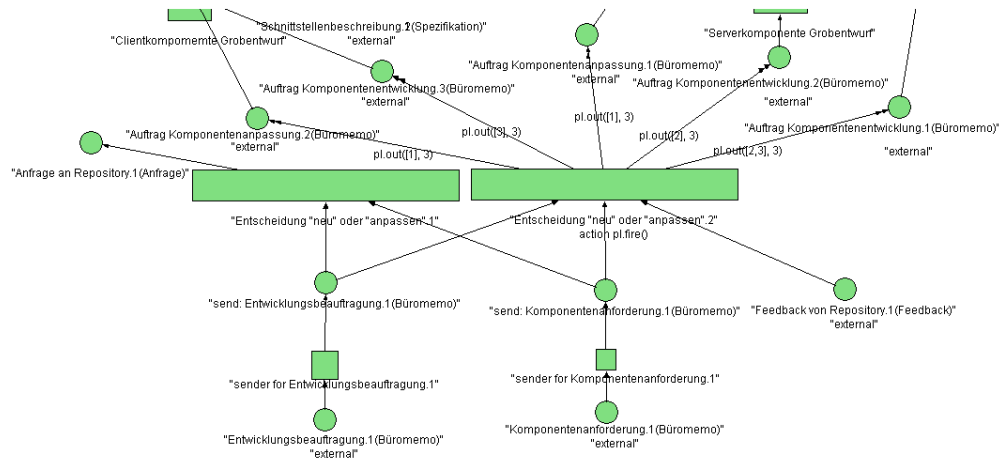 "Clientkompomernte Grobentwurf"
"Schnittstellenbeschreibung.2(Spezifikation)"
"external"
"Serverkomponente Grobentwurf"
"Auftrag Komponentenanpassung.1(Büromemo)"
"external"
"Auftrag Komponentenentwicklung.3(Büromemo)"
"external"
"Auftrag Komponentenentwicklung.2(Büromemo)"
"external"
"Auftrag Komponentenanpassung.2(Büromemo)"
"external"
"Auftrag Komponentenentwicklung.1(Büromemo)"
"external"
pl.out([1], 3)
pl.out([3], 3)
pl.out([1], 3)
pl.out([2], 3)
pl.out([2,3], 3)
"Anfrage an Repository.1(Anfrage)"
"Entscheidung "neu" oder "anpassen".1"
"Entscheidung "neu" oder "anpassen".2"
action pl.fire()
"send: Entwicklungsbeauftragung.1(Büromemo)"
"send: Komponentenanforderung.1(Büromemo)"
"Feedback von Repository.1(Feedback)"
"external"
"sender for Entwicklungsbeauftragung.1"
"sender for Komponentenanforderung.1"
"Entwicklungsbeauftragung.1(Büromemo)"
"external"
"Komponentenanforderung.1(Büromemo)"
"external"